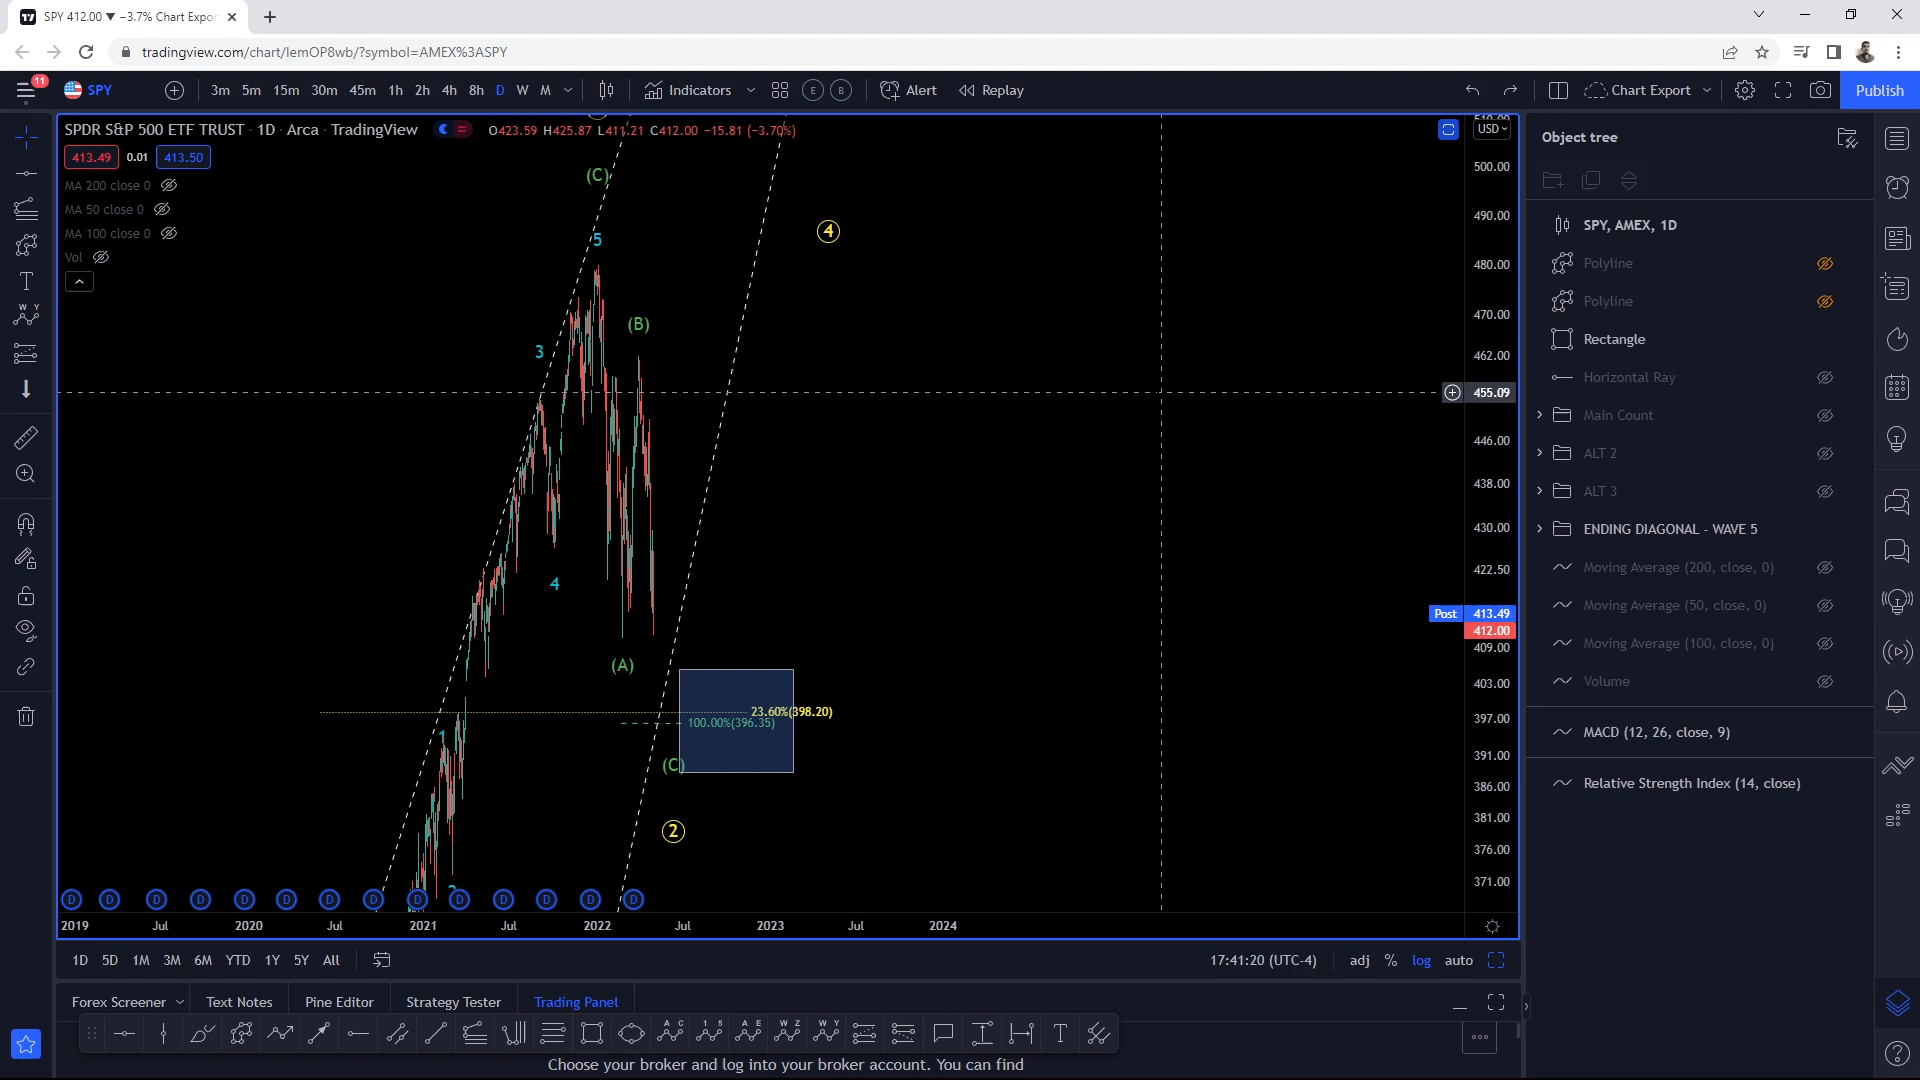 SPY 412.00 ▼ −3.7% Chart Expor
tradingview.com/chart/lemOP8wb/?symbol=AMEX%3ASPY
11
SPY
3m 5m 15m 30m 45m 1h 2h 4h 8h D W M
Indicators
E B
Alert
Replay
Chart Export
Publish
SPDR S&P 500 ETF TRUST · 1D · Arca · TradingView
O423.59 H425.87 L411.21 C412.00 −15.81 (−3.70%)
USD
413.49 0.01 413.50
MA 200 close 0
MA 50 close 0
MA 100 close 0
Vol
(C)
5
4
3
(B)
4
(A)
1
23.60%(398.20)
100.00%(396.35)
(C)
2
500.00
490.00
480.00
470.00
462.00
455.09
446.00
438.00
430.00
422.50
Post 413.49
412.00
409.00
403.00
397.00
391.00
386.00
381.00
376.00
371.00
D D D D D D D D D D D D D D
2019 Jul 2020 Jul 2021 Jul 2022 Jul 2023 Jul 2024
1D 5D 1M 3M 6M YTD 1Y 5Y All
17:41:20 (UTC-4)
adj % log auto
Forex Screener
Text Notes
Pine Editor
Strategy Tester
Trading Panel
Choose your broker and log into your broker account. You can find
Object tree
SPY, AMEX, 1D
Polyline
Polyline
Rectangle
Horizontal Ray
Main Count
ALT 2
ALT 3
ENDING DIAGONAL - WAVE 5
Moving Average (200, close, 0)
Moving Average (50, close, 0)
Moving Average (100, close, 0)
Volume
MACD (12, 26, close, 9)
Relative Strength Index (14, close)